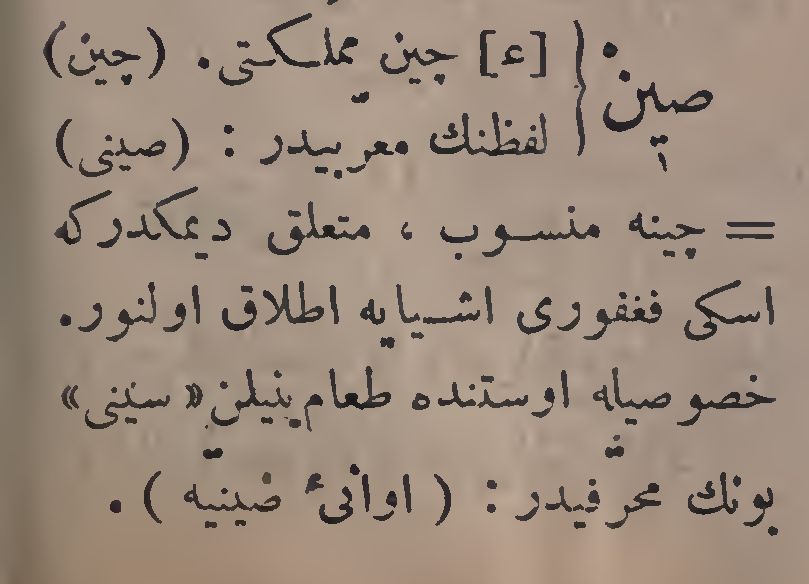 صين { [ع] چين مملكتى. (چين)
لفظنك معربيدر : (صينى)
= چينه منسوب ، متعلق ديمكدركه
اسكى فغفورى اشيايه اطلاق اولنور.
خصوصيله اوستنده طعام ينيلن «سينى»
بونك محرفيدر : ( اوانئ صينيه ) .